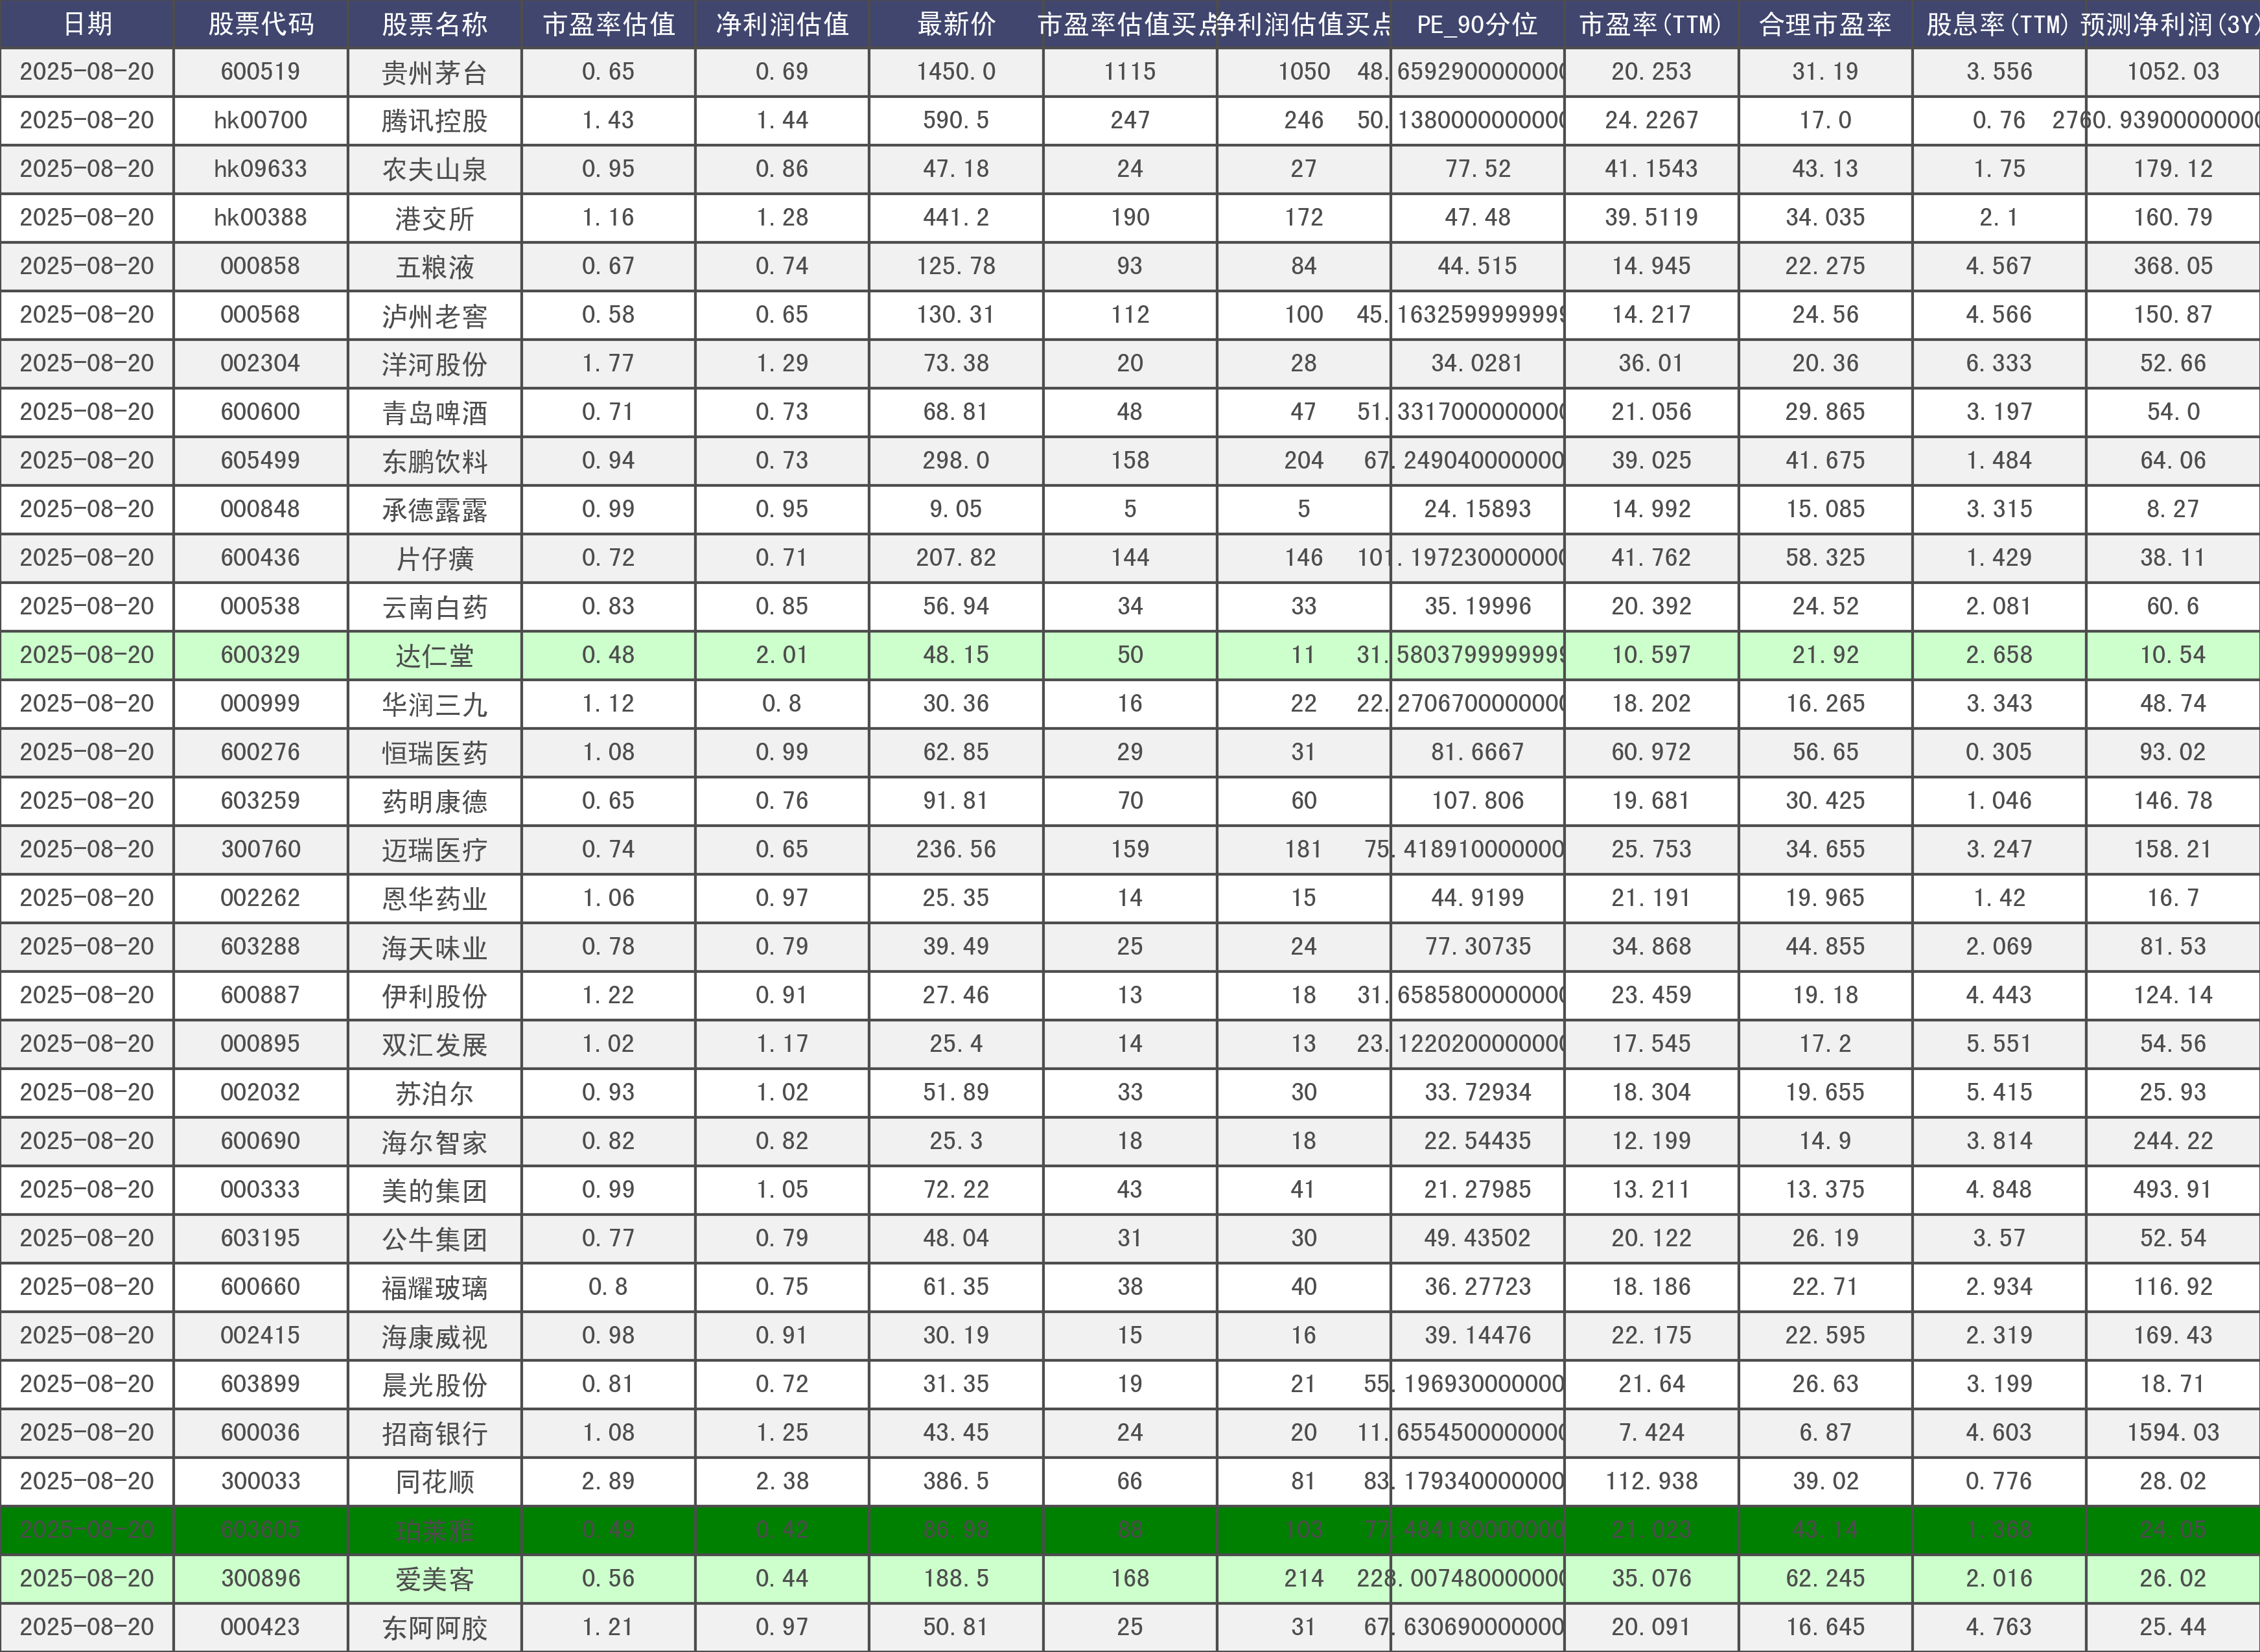 日期 股票代码 股票名称 市盈率估值 净利润估值 最新价 市盈率估值买点 净利润估值买点 PE_90分位 市盈率(TTM) 合理市盈率 股息率(TTM) 预测净利润(3Y)
2025-08-20 600519 贵州茅台 0.65 0.69 1450.0 1115 1050 48.6592900000000 20.253 31.19 3.556 1052.03
2025-08-20 hk00700 腾讯控股 1.43 1.44 590.5 247 246 50.1380000000000 24.2267 17.0 0.76 2760.93900000000
2025-08-20 hk09633 农夫山泉 0.95 0.86 47.18 24 27 77.52 41.1543 43.13 1.75 179.12
2025-08-20 hk00388 港交所 1.16 1.28 441.2 190 172 47.48 39.5119 34.035 2.1 160.79
2025-08-20 000858 五粮液 0.67 0.74 125.78 93 84 44.515 14.945 22.275 4.567 368.05
2025-08-20 000568 泸州老窖 0.58 0.65 130.31 112 100 45.1632599999999 14.217 24.56 4.566 150.87
2025-08-20 002304 洋河股份 1.77 1.29 73.38 20 28 34.0281 36.01 20.36 6.333 52.66
2025-08-20 600600 青岛啤酒 0.71 0.73 68.81 48 47 51.3317000000000 21.056 29.865 3.197 54.0
2025-08-20 605499 东鹏饮料 0.94 0.73 298.0 158 204 67.249040000000 39.025 41.675 1.484 64.06
2025-08-20 000848 承德露露 0.99 0.95 9.05 5 5 24.15893 14.992 15.085 3.315 8.27
2025-08-20 600436 片仔癀 0.72 0.71 207.82 144 146 101.197230000000 41.762 58.325 1.429 38.11
2025-08-20 000538 云南白药 0.83 0.85 56.94 34 33 35.19996 20.392 24.52 2.081 60.6
2025-08-20 600329 达仁堂 0.48 2.01 48.15 50 11 31.5803799999999 10.597 21.92 2.658 10.54
2025-08-20 000999 华润三九 1.12 0.8 30.36 16 22 22.2706700000000 18.202 16.265 3.343 48.74
2025-08-20 600276 恒瑞医药 1.08 0.99 62.85 29 31 81.6667 60.972 56.65 0.305 93.02
2025-08-20 603259 药明康德 0.65 0.76 91.81 70 60 107.806 19.681 30.425 1.046 146.78
2025-08-20 300760 迈瑞医疗 0.74 0.65 236.56 159 181 75.418910000000 25.753 34.655 3.247 158.21
2025-08-20 002262 恩华药业 1.06 0.97 25.35 14 15 44.9199 21.191 19.965 1.42 16.7
2025-08-20 603288 海天味业 0.78 0.79 39.49 25 24 77.30735 34.868 44.855 2.069 81.53
2025-08-20 600887 伊利股份 1.22 0.91 27.46 13 18 31.6585800000000 23.459 19.18 4.443 124.14
2025-08-20 000895 双汇发展 1.02 1.17 25.4 14 13 23.1220200000000 17.545 17.2 5.551 54.56
2025-08-20 002032 苏泊尔 0.93 1.02 51.89 33 30 33.72934 18.304 19.655 5.415 25.93
2025-08-20 600690 海尔智家 0.82 0.82 25.3 18 18 22.54435 12.199 14.9 3.814 244.22
2025-08-20 000333 美的集团 0.99 1.05 72.22 43 41 21.27985 13.211 13.375 4.848 493.91
2025-08-20 603195 公牛集团 0.77 0.79 48.04 31 30 49.43502 20.122 26.19 3.57 52.54
2025-08-20 600660 福耀玻璃 0.8 0.75 61.35 38 40 36.27723 18.186 22.71 2.934 116.92
2025-08-20 002415 海康威视 0.98 0.91 30.19 15 16 39.14476 22.175 22.595 2.319 169.43
2025-08-20 603899 晨光股份 0.81 0.72 31.35 19 21 55.196930000000 21.64 26.63 3.199 18.71
2025-08-20 600036 招商银行 1.08 1.25 43.45 24 20 11.6554500000000 7.424 6.87 4.603 1594.03
2025-08-20 300033 同花顺 2.89 2.38 386.5 66 81 83.179340000000 112.938 39.02 0.776 28.02
2025-08-20 603605 珀莱雅 0.49 0.42 86.98 88 103 77.484180000000 21.023 43.14 1.368 24.05
2025-08-20 300896 爱美客 0.56 0.44 188.5 168 214 228.007480000000 35.076 62.245 2.016 26.02
2025-08-20 000423 东阿阿胶 1.21 0.97 50.81 25 31 67.630690000000 20.091 16.645 4.763 25.44